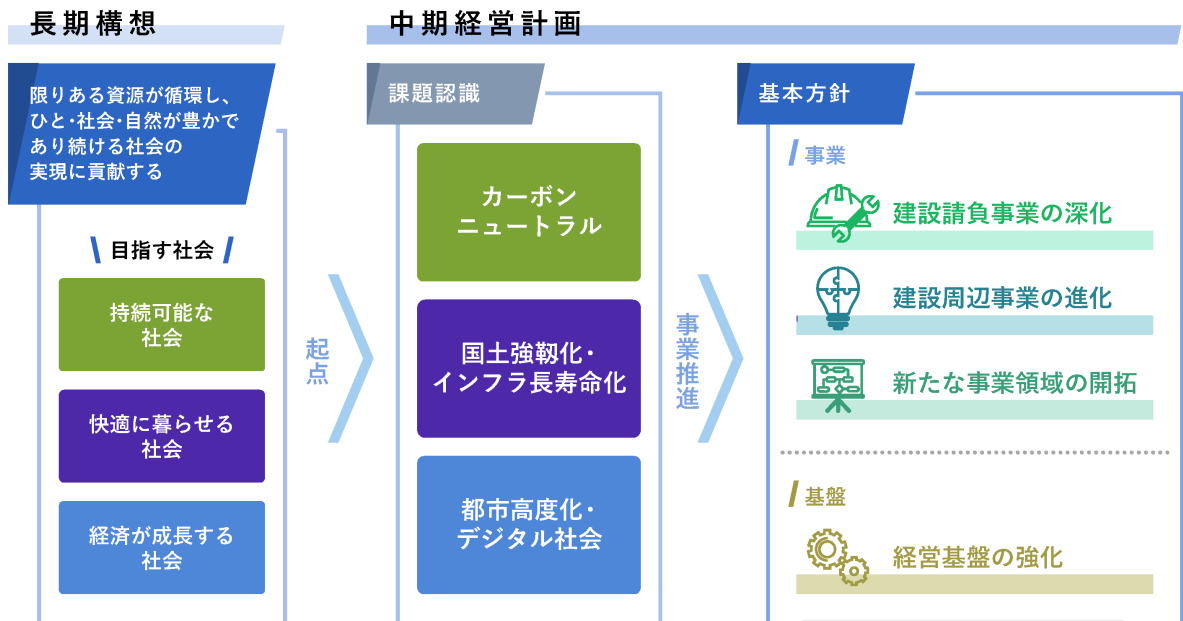 長期構想
限りある資源が循環し、
ひと・社会・自然が豊かで
あり続ける社会の
実現に貢献する
目指す社会
持続可能な
社会
快適に暮らせる
社会
経済が成長する
社会
起点
中期経営計画
課題認識
カーボン
ニュートラル
国土強靭化・
インフラ長寿命化
都市高度化・
デジタル社会
事業推進
基本方針
事業
建設請負事業の深化
建設周辺事業の進化
新たな事業領域の開拓
基盤
経営基盤の強化